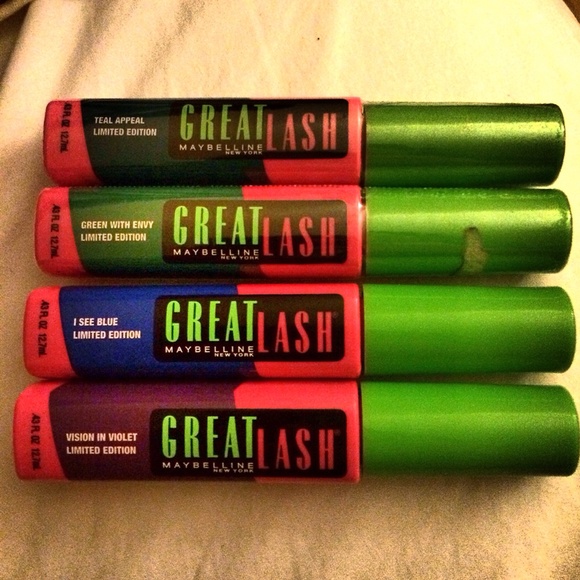 .43 FL OZ 12.7mL
TEAL APPEAL
LIMITED EDITION
GREAT LASH
MAYBELLINE
NEW YORK
.43 FL OZ 12.7mL
GREEN WITH ENVY
LIMITED EDITION
GREAT LASH
MAYBELLINE
NEW YORK
.43 FL OZ 12.7mL
I SEE BLUE
LIMITED EDITION
GREAT LASH
MAYBELLINE
NEW YORK
.43 FL OZ 12.7mL
VISION IN VIOLET
LIMITED EDITION
GREAT LASH®
MAYBELLINE
NEW YORK